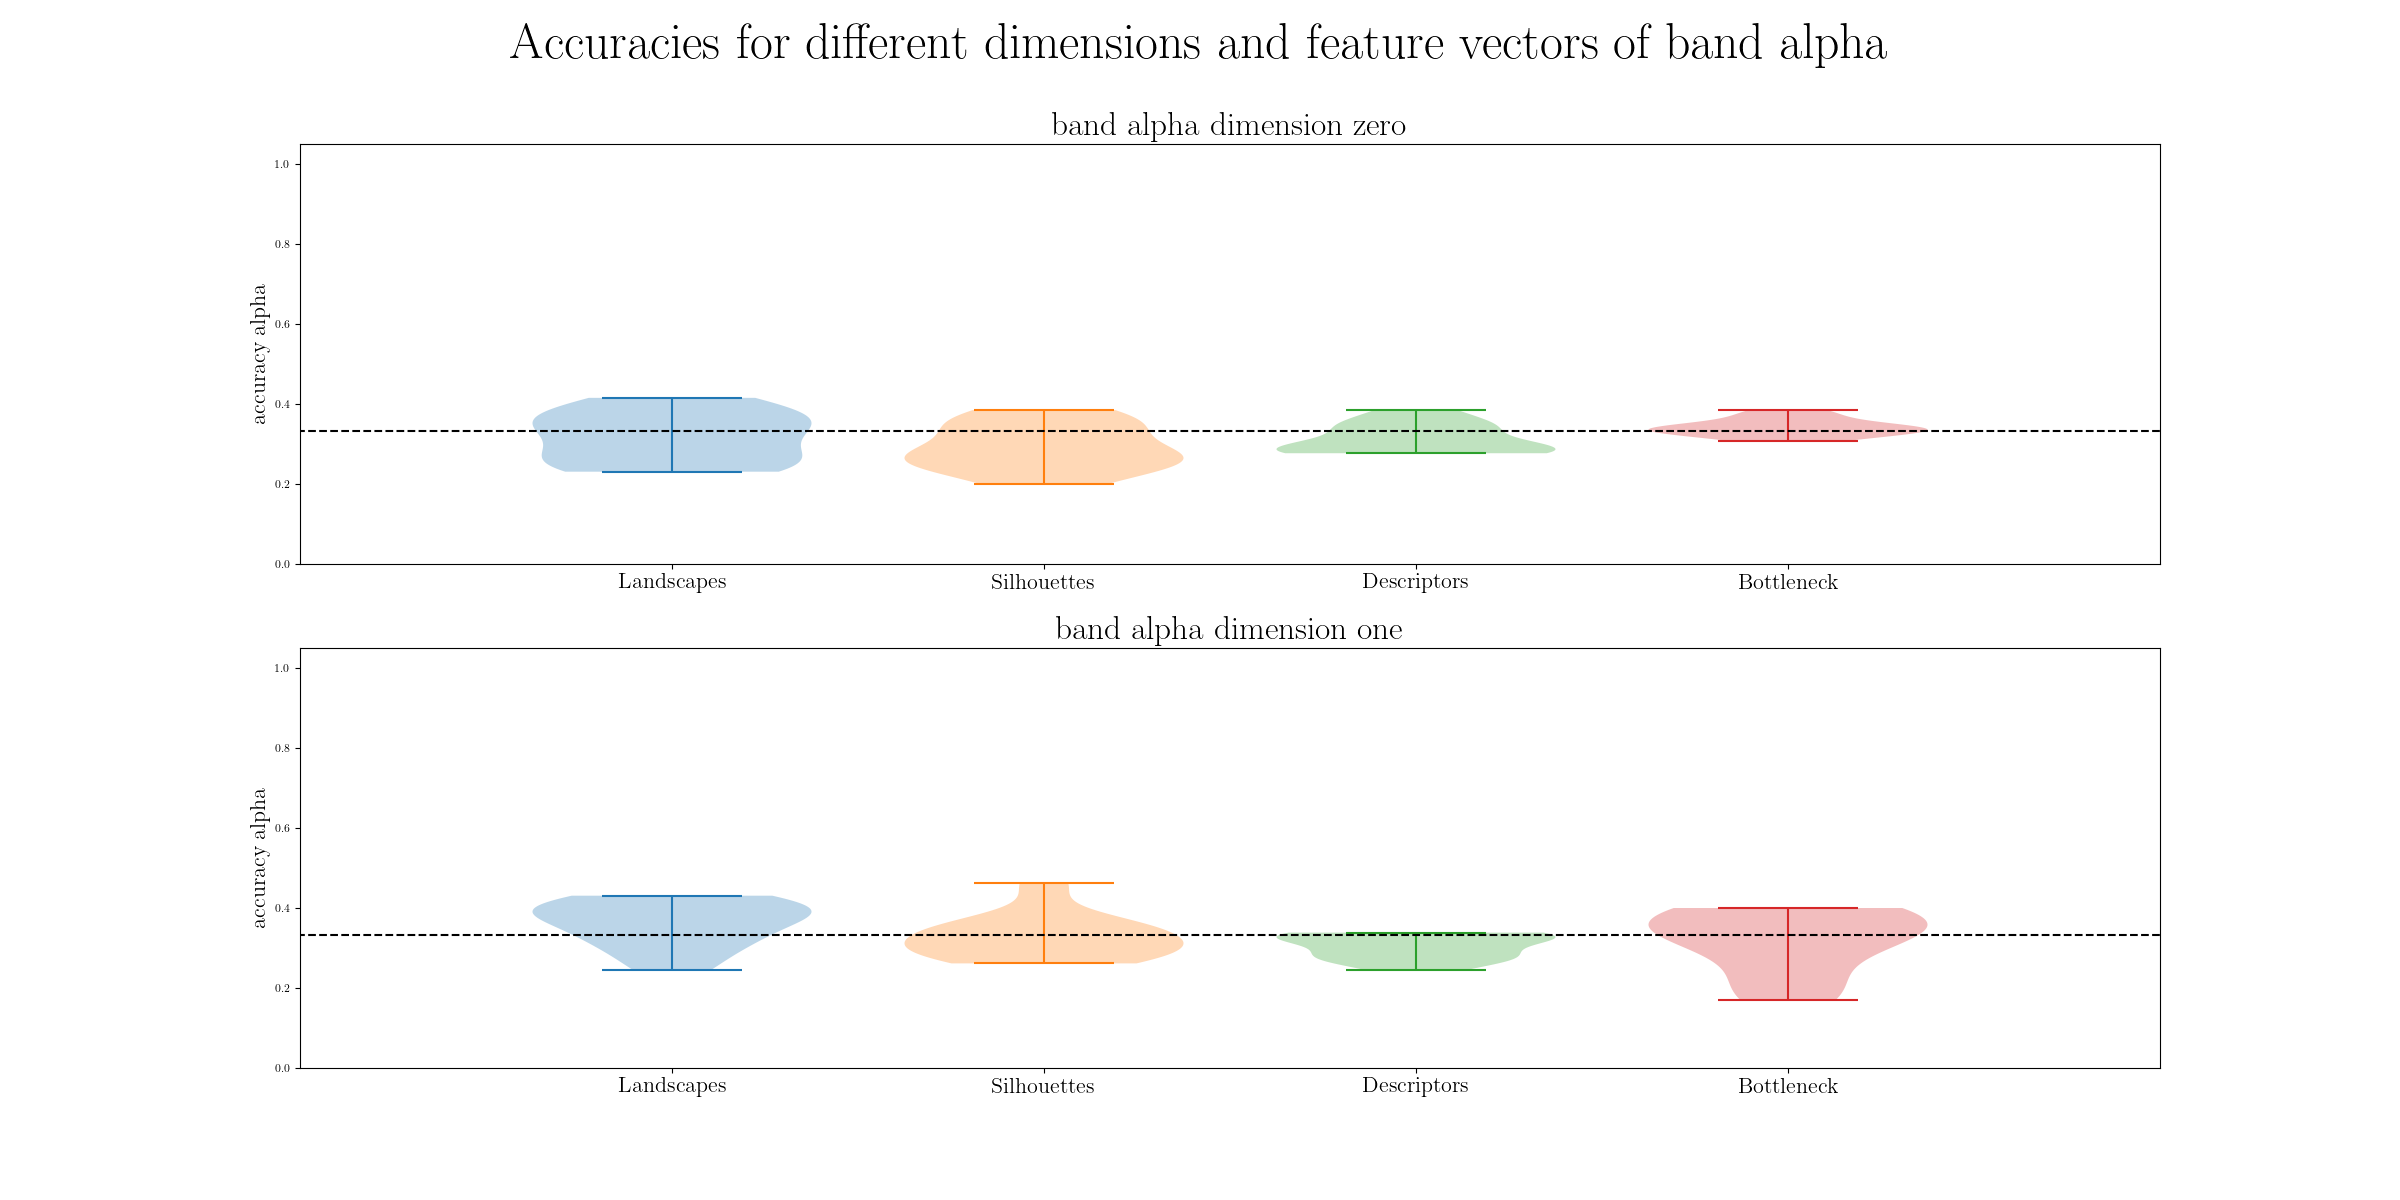 Accuracies for different dimensions and feature vectors of band alpha
band alpha dimension zero
1.0
0.8
0.6
0.4
0.2
0.0
accuracy alpha
Landscapes Silhouettes Descriptors Bottleneck
band alpha dimension one
1.0
0.8
0.6
0.4
0.2
0.0
accuracy alpha
Landscapes Silhouettes Descriptors Bottleneck